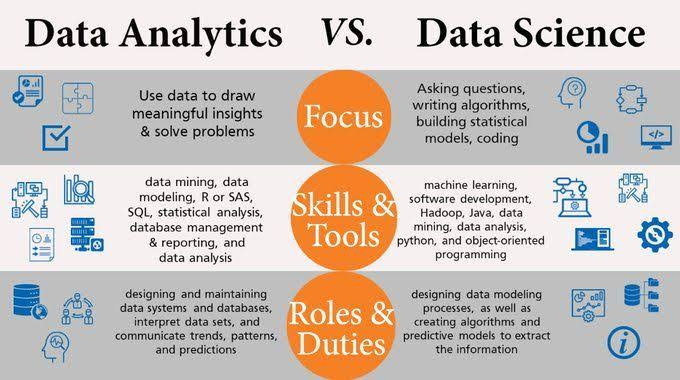 Data Analytics VS. Data Science
Use data to draw
meaningful insights
& solve problems
Focus
Asking questions,
writing algorithms,
building statistical
models, coding
data mining, data
modeling, R or SAS,
SQL, statistical analysis,
database management
& reporting, and
data analysis
Skills &
Tools
machine learning,
software development,
Hadoop, Java, data
mining, data analysis,
python, and object-oriented
programming
designing and maintaining
data systems and databases,
interpret data sets, and
communicate trends, patterns,
and predictions
Roles &
Duties
designing data modeling
processes, as well as
creating algorithms and
predictive models to extract
the information